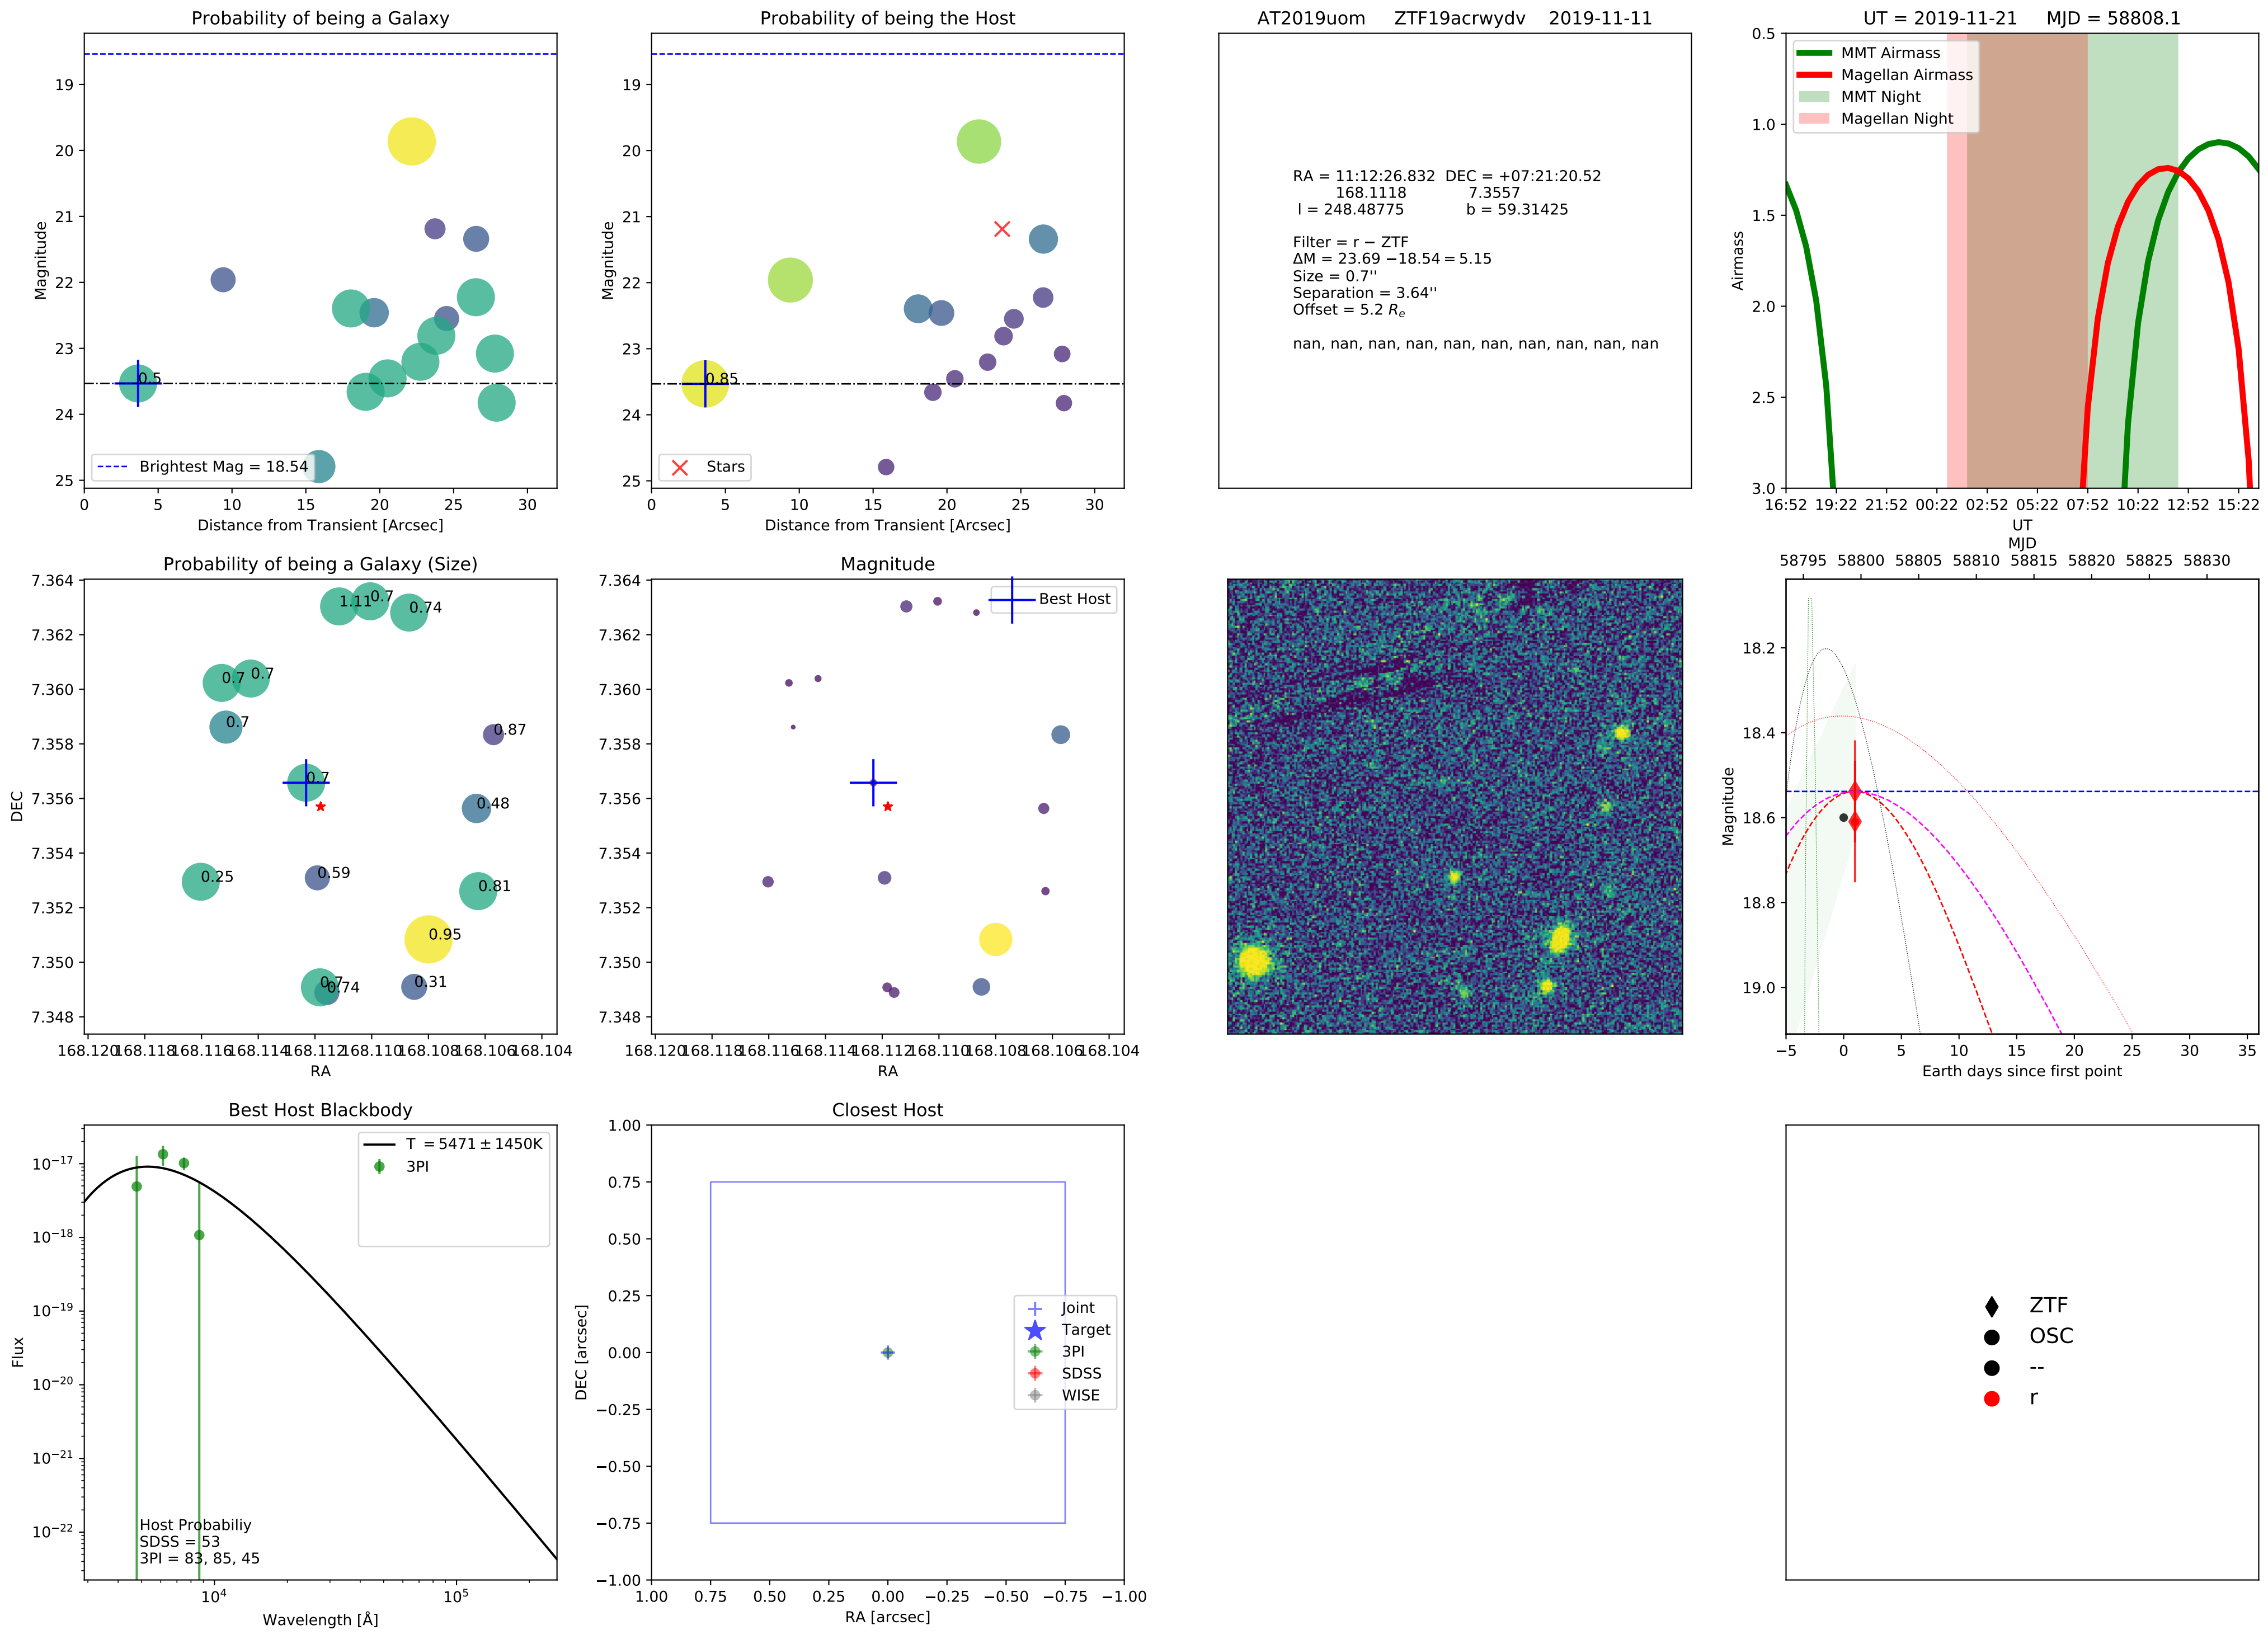 Probability of being a Galaxy
19
20
21
22
23
24
25
Magnitude
0.5
Brightest Mag = 18.54
0 5 10 15 20 25 30
Distance from Transient [Arcsec]
Probability of being the Host
19
20
21
22
23
24
25
Magnitude
0.85
Stars
0 5 10 15 20 25 30
Distance from Transient [Arcsec]
AT2019uom ZTF19acrwydv 2019-11-11
RA = 11:12:26.832 DEC = +07:21:20.52
168.1118 7.3557
l = 248.48775 b = 59.31425
Filter = r − ZTF
ΔM = 23.69 −18.54 = 5.15
Size = 0.7''
Separation = 3.64''
Offset = 5.2 Re
nan, nan, nan, nan, nan, nan, nan, nan, nan, nan
UT = 2019-11-21 MJD = 58808.1
MMT Airmass
Magellan Airmass
MMT Night
Magellan Night
0.5
1.0
1.5
2.0
2.5
3.0
Airmass
16:52 19:22 21:52 00:22 02:52 05:22 07:52 10:22 12:52 15:22
UT
Probability of being a Galaxy (Size)
7.364
7.362
7.360
7.358
7.356
7.354
7.352
7.350
7.348
DEC
1.11
0.7
0.74
0.7
0.7
0.7
0.87
0.7
0.48
0.25
0.59
0.81
0.95
0.7
0.74
0.31
168.120 168.118 168.116 168.114 168.112 168.110 168.108 168.106 168.104
RA
Magnitude
Best Host
7.364
7.362
7.360
7.358
7.356
7.354
7.352
7.350
7.348
168.120 168.118 168.116 168.114 168.112 168.110 168.108 168.106 168.104
RA
MJD
58795 58800 58805 58810 58815 58820 58825 58830
18.2
18.4
18.6
18.8
19.0
Magnitude
−5 0 5 10 15 20 25 30 35
Earth days since first point
Best Host Blackbody
T = 5471 ± 1450K
3PI
10−17
10−18
10−19
10−20
10−21
10−22
Flux
Host Probabiliy
SDSS = 53
3PI = 83, 85, 45
104 105
Wavelength [Å]
Closest Host
1.00
0.75
0.50
0.25
0.00
−0.25
−0.50
−0.75
−1.00
DEC [arcsec]
Joint
Target
3PI
SDSS
WISE
1.00 0.75 0.50 0.25 0.00 −0.25 −0.50 −0.75 −1.00
RA [arcsec]
ZTF
OSC
--
r